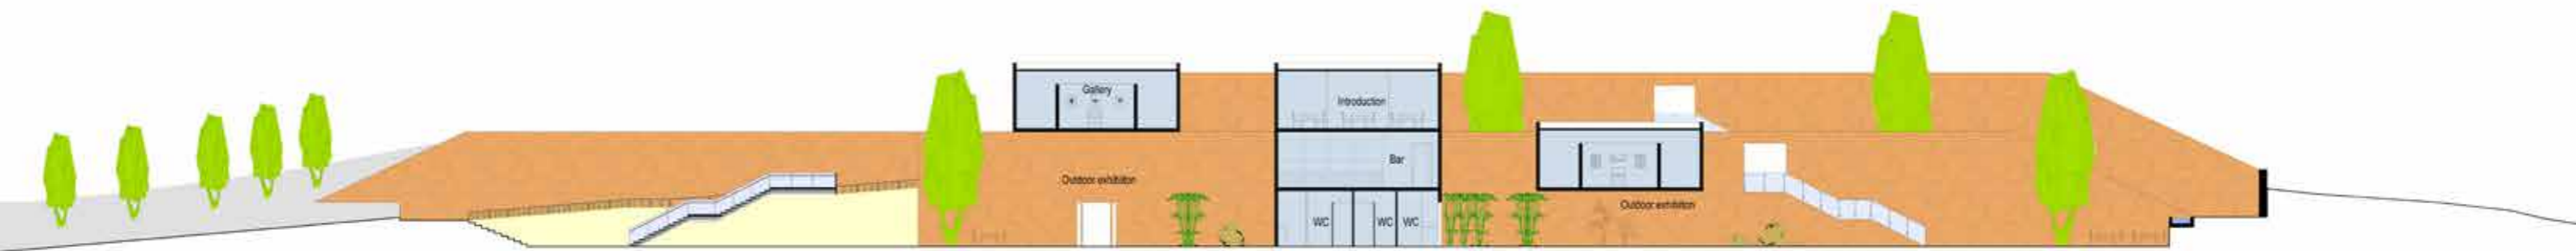 Gallery
Introduction
Bar
Outdoor exhibition
Outdoor exhibition
WC
WC
WC